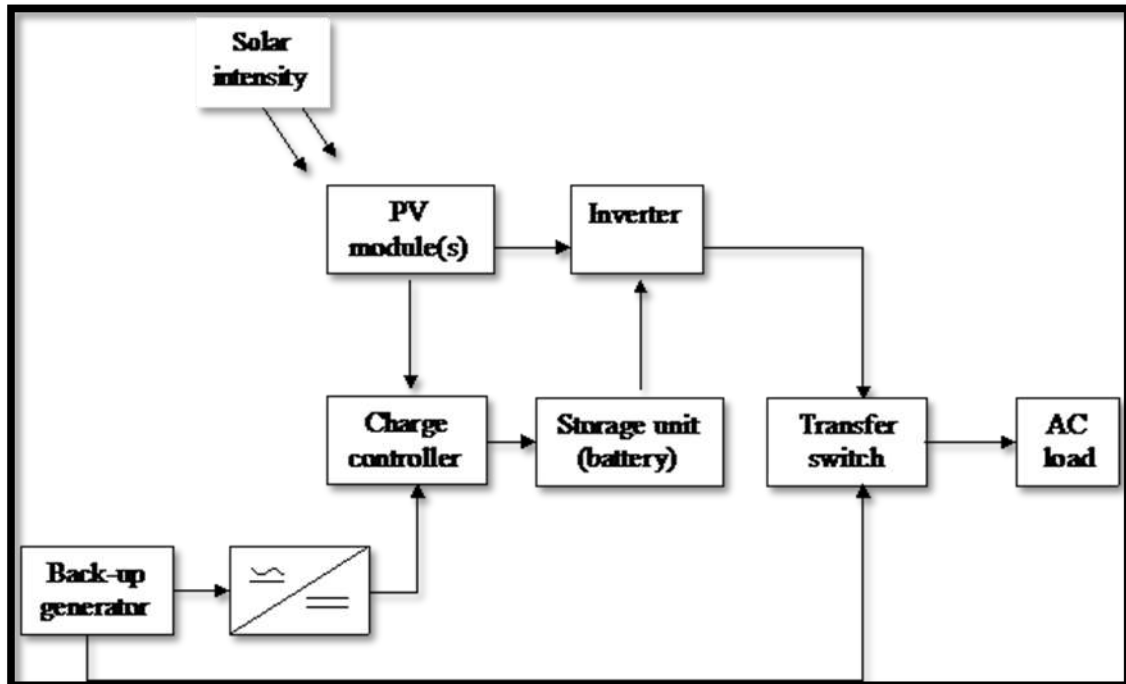 Solar
intensity
PV
module(s)
Inverter
Charge
controller
Storage unit
(battery)
Transfer
switch
AC
load
Back-up
generator